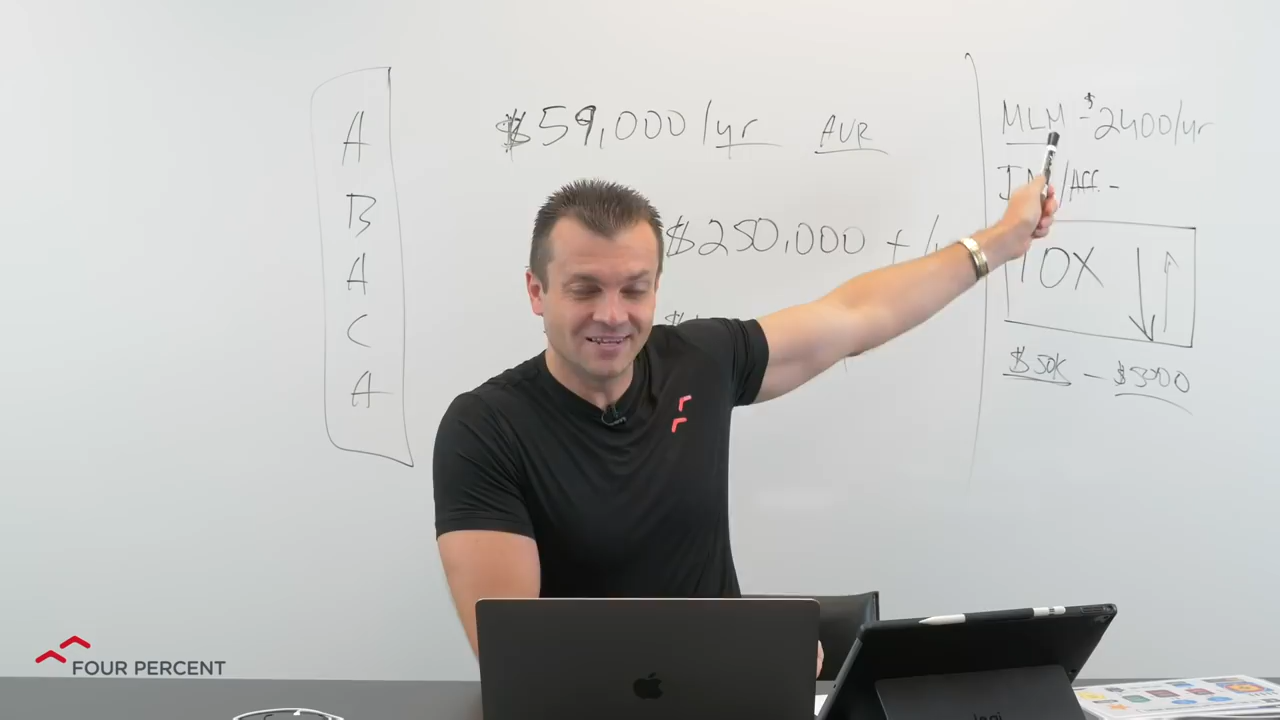 A
B
A
C
A
$59,000/yr AVR
$250,000 +
MLM - $2400/yr
/Aff. -
10X
$50K - $5000
FOUR PERCENT